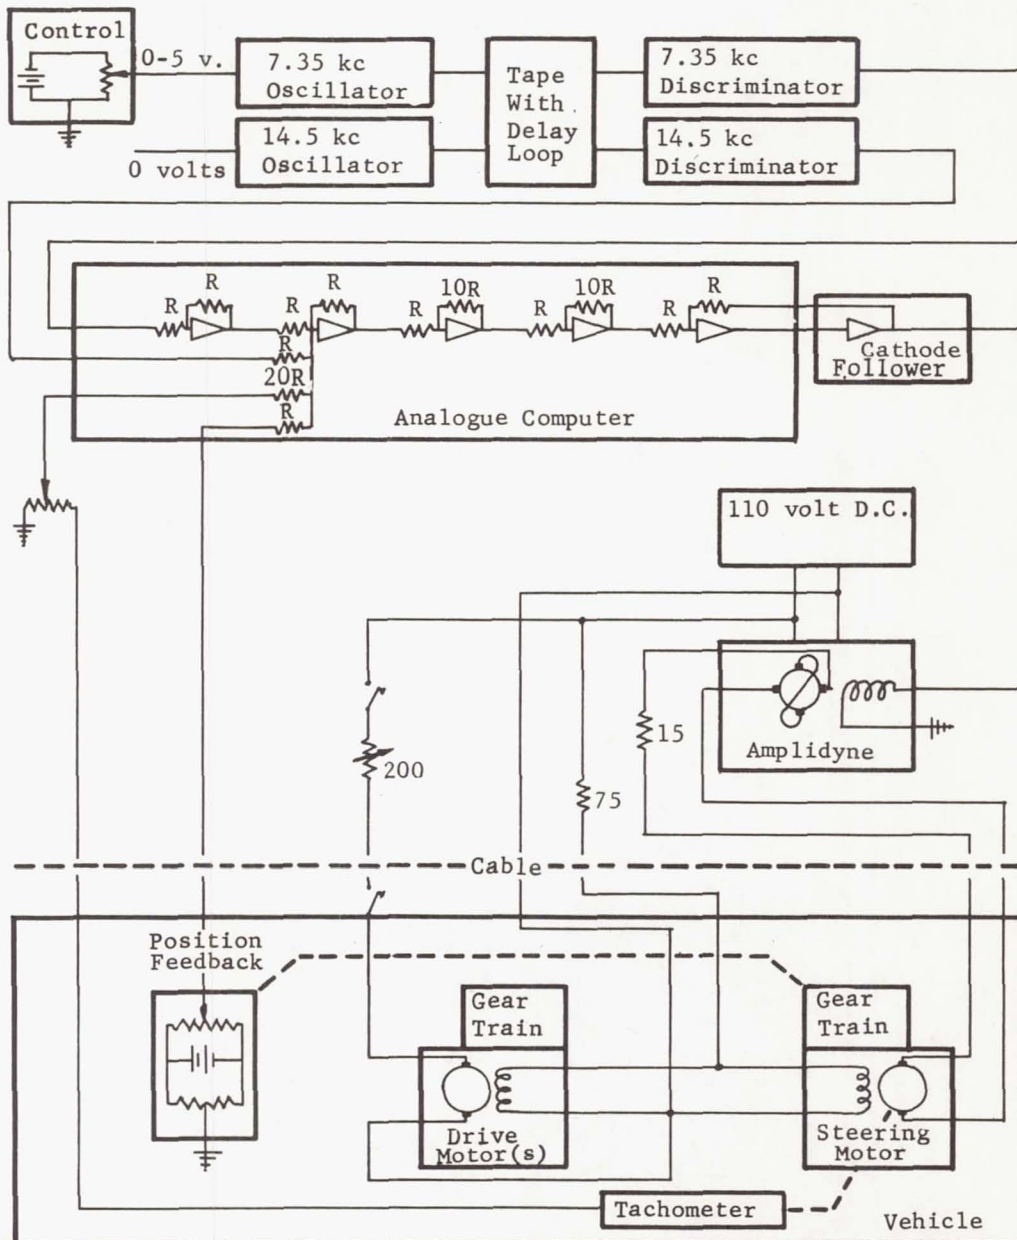 Control
0-5 v.
7.35 kc
Oscillator
Tape
With
Delay
Loop
7.35 kc
Discriminator
0 volts
14.5 kc
Oscillator
14.5 kc
Discriminator
R
R
R
R
R
10R
R
10R
R
R
R
20R
R
Analogue Computer
Cathode
Follower
110 volt D.C.
Amplidyne
15
200
75
Cable
Position
Feedback
Gear
Train
Gear
Train
Drive
Motor(s)
Steering
Motor
Tachometer
Vehicle